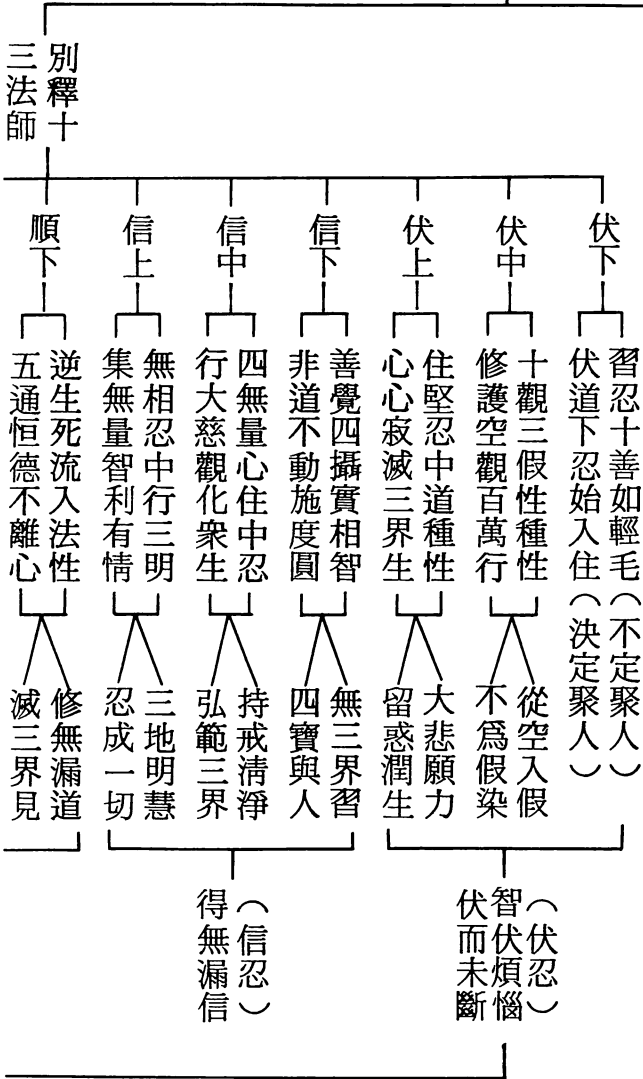 伏下
習忍十善如輕毛（不定聚人）
伏道下忍始入住（決定聚人）
伏中
十觀三假性種性
修護空觀百萬行
從空入假
不爲假染
伏上
住堅忍中道種性
心心寂滅三界生
大悲願力
留惑潤生
（伏忍）
智伏煩惱
伏而未斷
信下
善覺四攝實相智
非道不動施度圓
無三界習
四寶與人
信中
四無量心住中忍
行大慈觀化衆生
持戒淸淨
弘範三界
信上
無相忍中行三明
集無量智利有情
三地明慧
忍成一切
（信忍）
得無漏信
別釋十
三法師
順下
逆生死流入法性
五通恒德不離心
修無漏道
滅三界見